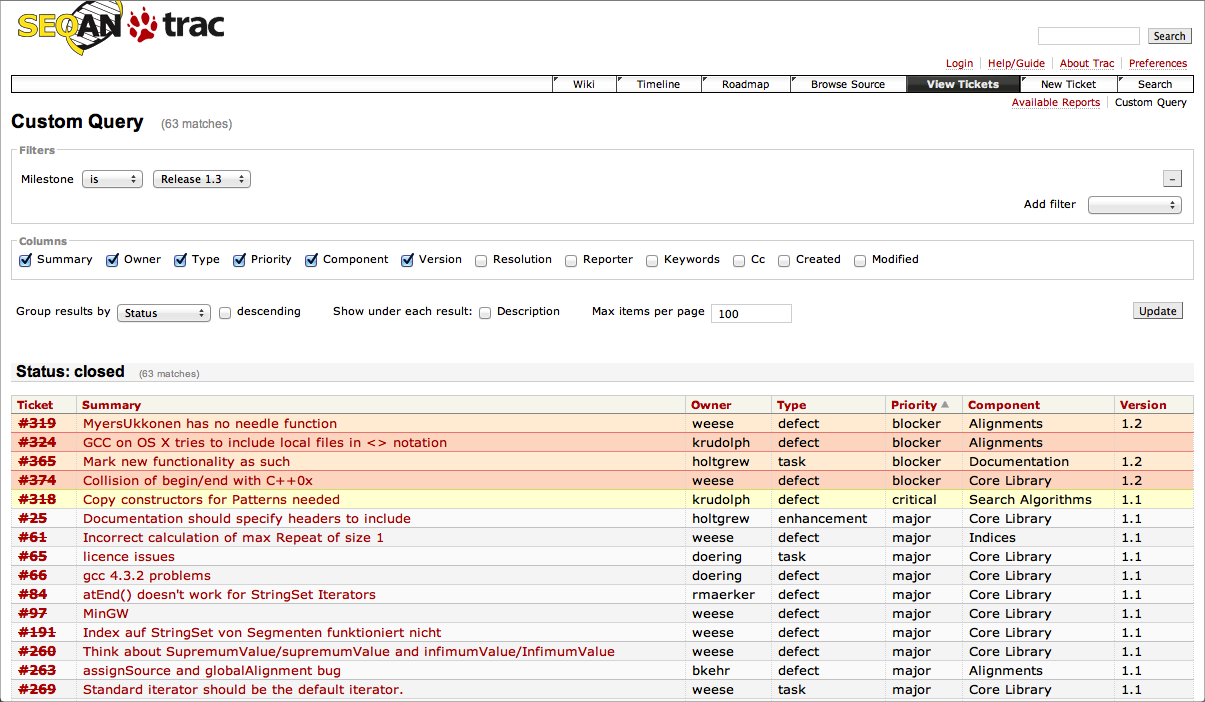 SEQAN trac
Search
Login Help/Guide About Trac Preferences
Wiki Timeline Roadmap Browse Source View Tickets New Ticket Search
Available Reports Custom Query
Custom Query (63 matches)
Filters
Milestone is Release 1.3 –
Add filter
Columns
Summary Owner Type Priority Component Version Resolution Reporter Keywords Cc Created Modified
Group results by Status descending Show under each result: Description Max items per page 100 Update
Status: closed (63 matches)
Ticket Summary Owner Type Priority Component Version
#319 MyersUkkonen has no needle function weese defect blocker Alignments 1.2
#324 GCC on OS X tries to include local files in <> notation krudolph defect blocker Alignments
#365 Mark new functionality as such holtgrew task blocker Documentation 1.2
#374 Collision of begin/end with C++0x weese defect blocker Core Library 1.2
#318 Copy constructors for Patterns needed krudolph defect critical Search Algorithms 1.1
#25 Documentation should specify headers to include holtgrew enhancement major Core Library 1.1
#61 Incorrect calculation of max Repeat of size 1 weese defect major Indices 1.1
#65 licence issues doering task major Core Library 1.1
#66 gcc 4.3.2 problems doering defect major Core Library 1.1
#84 atEnd() doesn't work for StringSet Iterators rmaerker defect major Core Library 1.1
#97 MinGW weese defect major Core Library 1.1
#191 Index auf StringSet von Segmenten funktioniert nicht weese defect major Core Library 1.1
#260 Think about SupremumValue/supremumValue and infimumValue/InfimumValue weese defect major Core Library 1.1
#263 assignSource and globalAlignment bug bkehr defect major Alignments 1.1
#269 Standard iterator should be the default iterator. weese task major Core Library 1.1